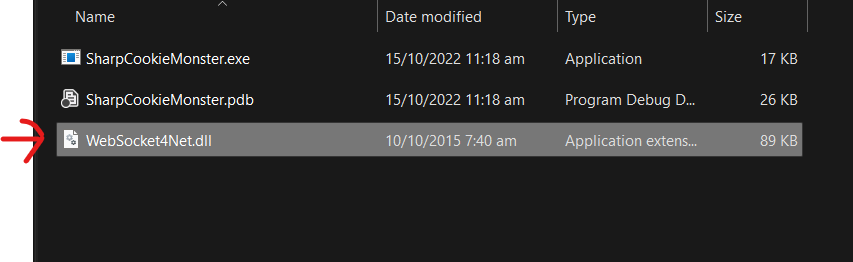 Name Date modified Type Size
SharpCookieMonster.exe 15/10/2022 11:18 am Application 17 KB
SharpCookieMonster.pdb 15/10/2022 11:18 am Program Debug D... 26 KB
WebSocket4Net.dll 10/10/2015 7:40 am Application extens... 89 KB